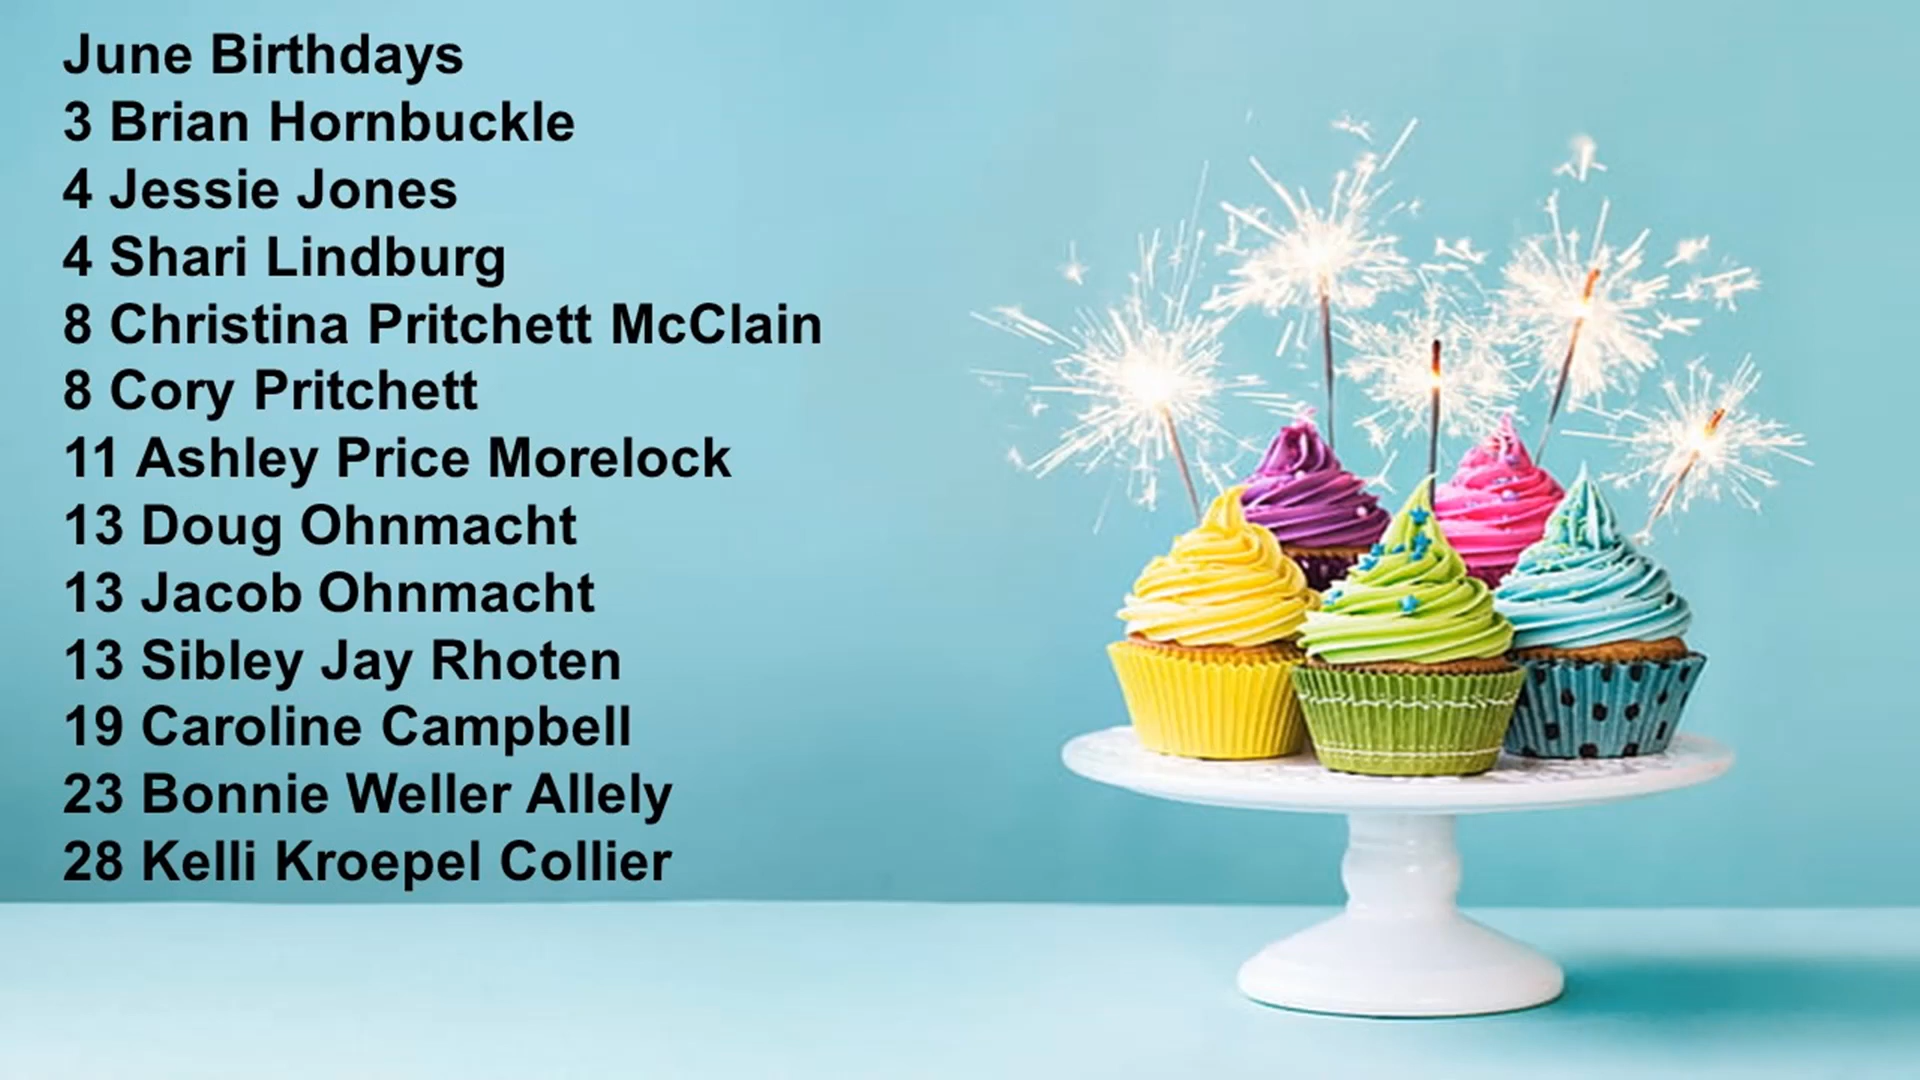 June Birthdays
3 Brian Hornbuckle
4 Jessie Jones
4 Shari Lindburg
8 Christina Pritchett McClain
8 Cory Pritchett
11 Ashley Price Morelock
13 Doug Ohnmacht
13 Jacob Ohnmacht
13 Sibley Jay Rhoten
19 Caroline Campbell
23 Bonnie Weller Allely
28 Kelli Kroepel Collier